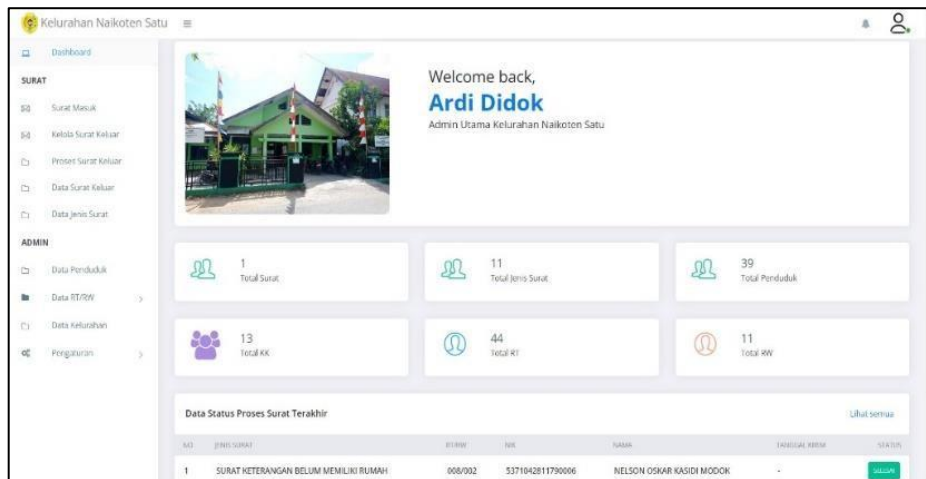 Kelurahan Naikoten Satu
Dashboard
SURAT
Surat Masuk
Kelola Surat Keluar
Proses Surat Keluar
Data Surat Keluar
Data Jenis Surat
ADMIN
Data Penduduk
Data RT/RW
Data Kelurahan
Pengaturan
Welcome back,
Ardi Didok
Admin Utama Kelurahan Naikoten Satu
1
Total Surat
11
Total Jenis Surat
39
Total Penduduk
13
Total KK
44
Total RT
11
Total RW
Data Status Proses Surat Terakhir
Lihat semua
NO JENIS SURAT RT/RW NIK NAMA TANGGAL KIRIM STATUS
1 SURAT KETERANGAN BELUM MEMILIKI RUMAH 008/002 5371042811790006 NELSON OSKAR KASIDI MODOK - SELESAI